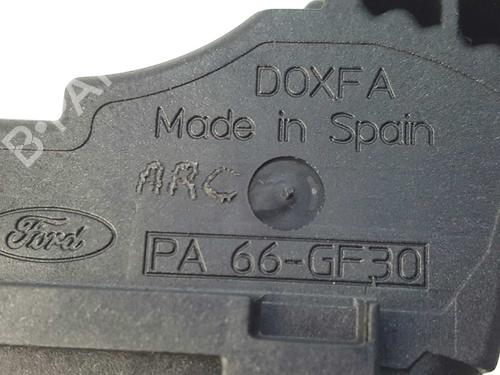 DOXFA
Made in Spain
ARC
Ford
PA 66-GF30